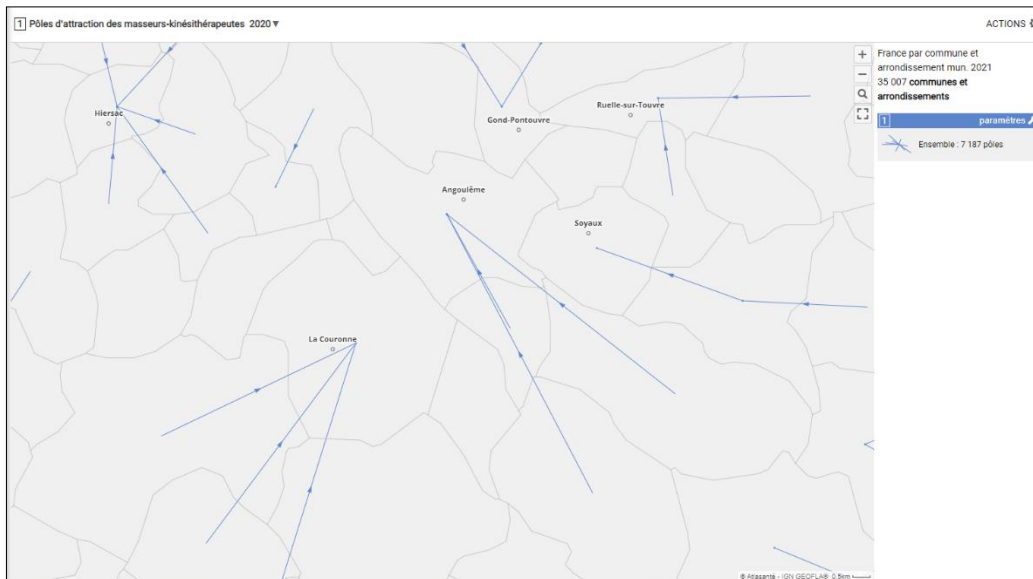 1 Pôles d'attraction des masseurs-kinésithérapeutes 2020 ▾
ACTIONS
France par commune et
arrondissement mun. 2021
35 007 communes et
arrondissements
1 paramètres
Ensemble : 7 187 pôles
Hiersac
Gond-Pontouvre
Ruelle-sur-Touvre
Angoulême
Soyaux
La Couronne
© Atlasanté - IGN GEOFLA® 0,5km